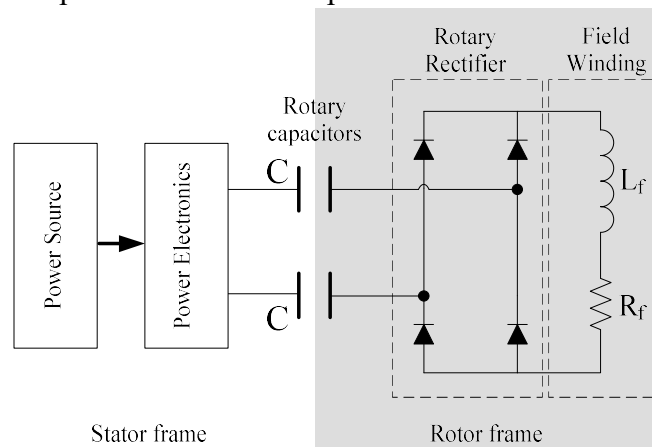 Rotary
Rectifier
Field
Winding
Rotary
capacitors
C
C
Power Source
Power Electronics
Lf
Rf
Stator frame
Rotor frame